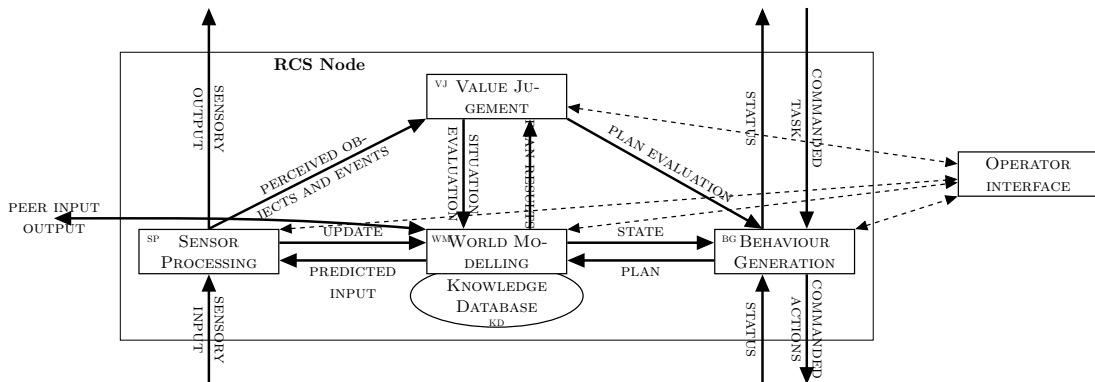 RCS Node
SENSORY
OUTPUT
VJ VALUE JU-
GEMENT
STATUS
COMMANDED
TASK
PERCEIVED OB-
JECTS AND EVENTS
SITUATION
EVALUATION
PLAN RESULTS
PLAN EVALUATION
OPERATOR
INTERFACE
PEER INPUT
OUTPUT
SP SENSOR
PROCESSING
UPDATE
WM WORLD MO-
DELLING
STATE
BG BEHAVIOUR
GENERATION
PREDICTED
INPUT
PLAN
KNOWLEDGE
DATABASE
KD
SENSORY
INPUT
STATUS
COMMANDED
ACTIONS